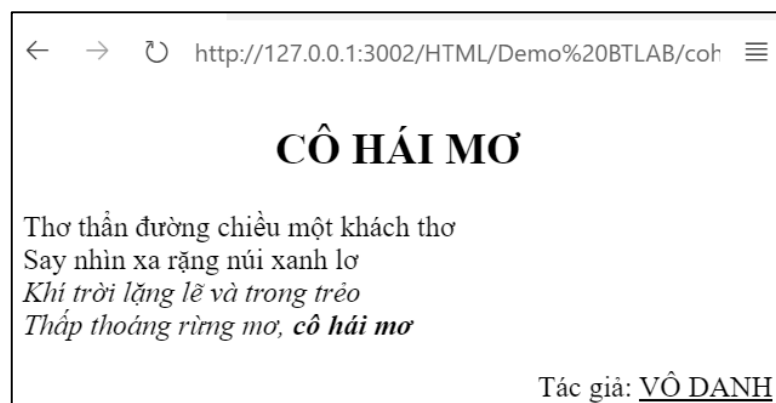 http://127.0.0.1:3002/HTML/Demo%20BTLAB/coh
CÔ HÁI MƠ
Thơ thẩn đường chiều một khách thơ
Say nhìn xa rặng núi xanh lơ
Khí trời lặng lẽ và trong trẻo
Thấp thoáng rừng mơ, cô hái mơ
Tác giả: VÔ DANH